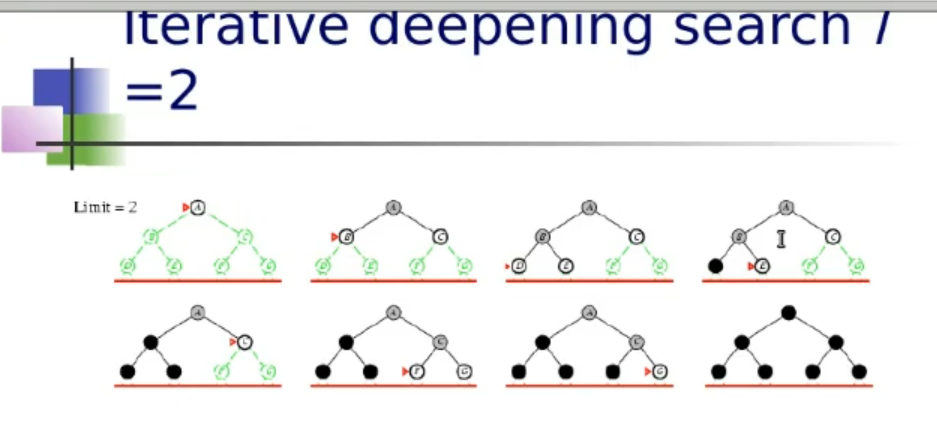 Iterative deepening search l
=2
Limit = 2
A
B C
D E F G
A
B C
D E F G
A
B C
D E F G
A
B C
E F G
A
C
F G
A
C
F G
A
C
G